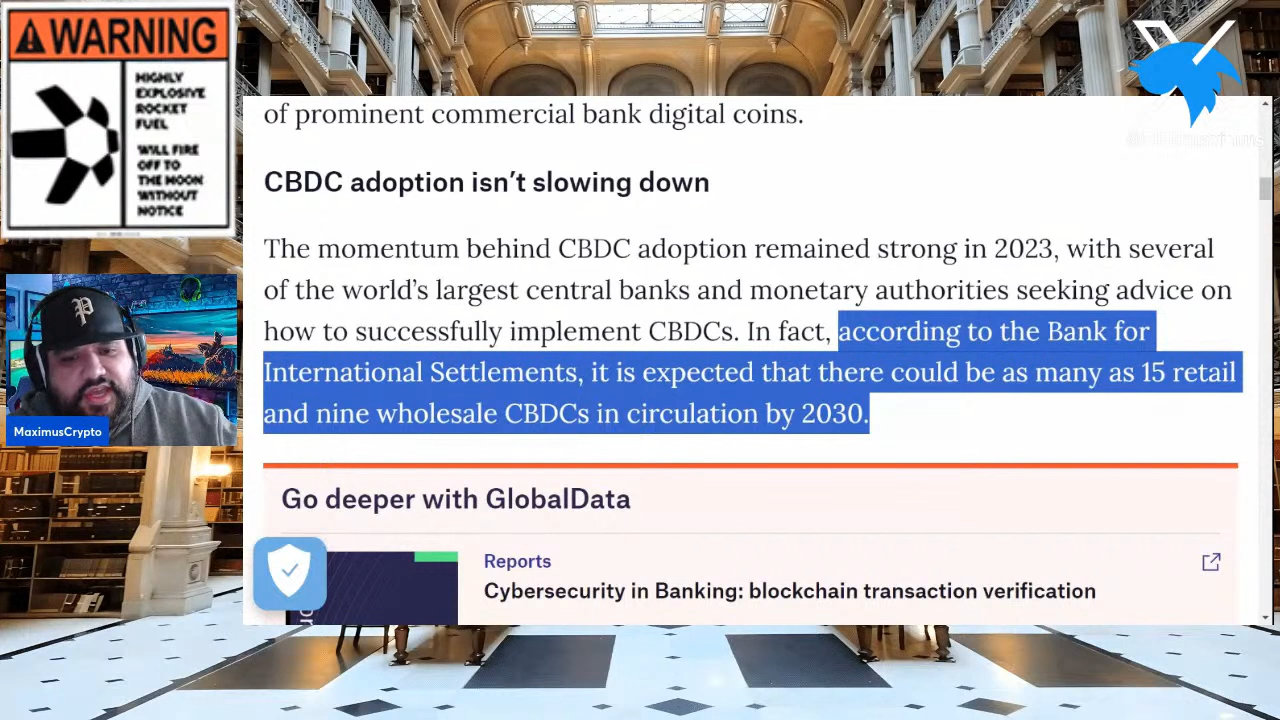 WARNING
HIGHLY
EXPLOSIVE
ROCKET
FUEL
WILL FIRE
OFF TO
THE MOON
WITHOUT
NOTICE
of prominent commercial bank digital coins.
CBDC adoption isn’t slowing down
The momentum behind CBDC adoption remained strong in 2023, with several
of the world’s largest central banks and monetary authorities seeking advice on
how to successfully implement CBDCs. In fact, according to the Bank for
International Settlements, it is expected that there could be as many as 15 retail
and nine wholesale CBDCs in circulation by 2030.
P
MaximusCrypto
Go deeper with GlobalData
Reports
Cybersecurity in Banking: blockchain transaction verification